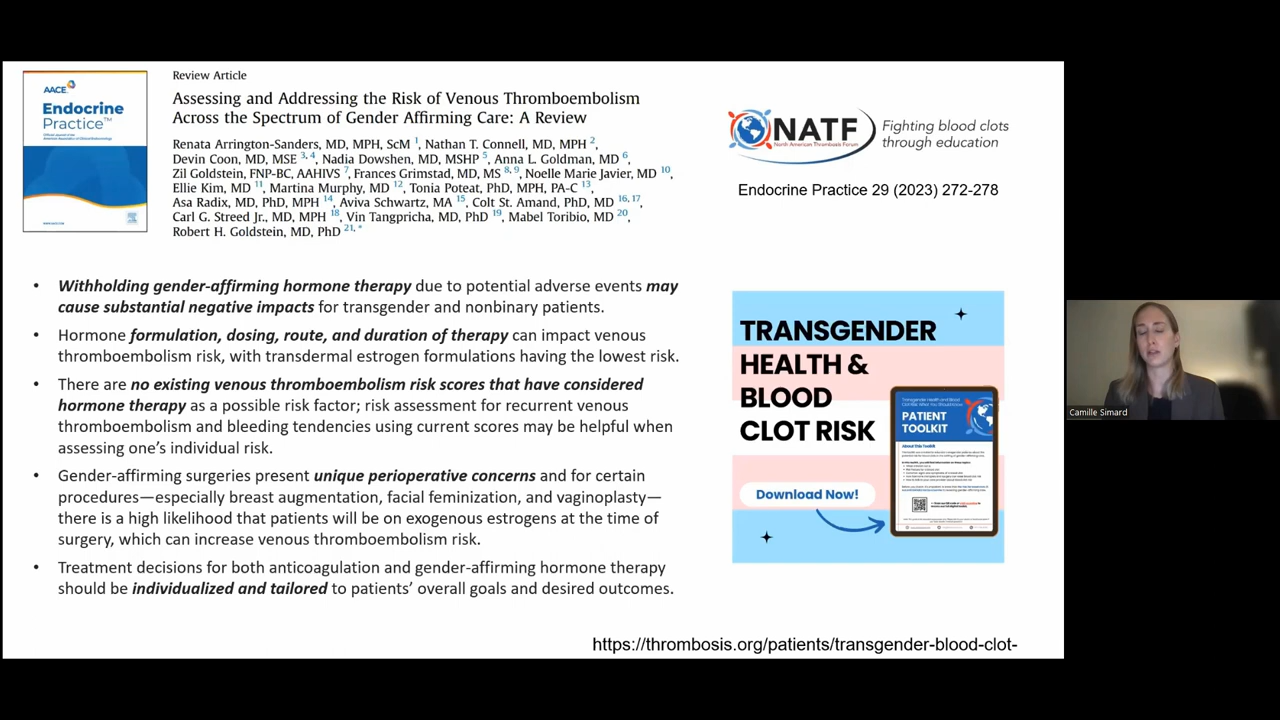 AACE
Endocrine
Practice™
Review Article
Assessing and Addressing the Risk of Venous Thromboembolism
Across the Spectrum of Gender Affirming Care: A Review
Renata Arrington-Sanders, MD, MPH, ScM 1, Nathan T. Connell, MD, MPH 2,
Devin Coon, MD, MSE 3, 4, Nadia Dowshen, MD, MSHP 5, Anna L. Goldman, MD 6,
Zil Goldstein, FNP-BC, AAHIVS 7, Frances Grimstad, MD, MS 8, 9, Noelle Marie Javier, MD 10,
Ellie Kim, MD 11, Martina Murphy, MD 12, Tonia Poteat, PhD, MPH, PA-C 13,
Asa Radix, MD, PhD, MPH 14, Aviva Schwartz, MA 15, Colt St. Amand, PhD, MD 16, 17,
Carl G. Streed Jr., MD, MPH 18, Vin Tangpricha, MD, PhD 19, Mabel Toribio, MD 20,
Robert H. Goldstein, MD, PhD 21, *
NATF
North American Thrombosis Forum
Fighting blood clots
through education
Endocrine Practice 29 (2023) 272-278
• Withholding gender-affirming hormone therapy due to potential adverse events may
cause substantial negative impacts for transgender and nonbinary patients.
• Hormone formulation, dosing, route, and duration of therapy can impact venous
thromboembolism risk, with transdermal estrogen formulations having the lowest risk.
• There are no existing venous thromboembolism risk scores that have considered
hormone therapy as a possible risk factor; risk assessment for recurrent venous
thromboembolism and bleeding tendencies using current scores may be helpful when
assessing one's individual risk.
• Gender-affirming surgeries present unique perioperative concerns and for certain
procedures—especially breast augmentation, facial feminization, and vaginoplasty—
there is a high likelihood that patients will be on exogenous estrogens at the time of
surgery, which can increase venous thromboembolism risk.
• Treatment decisions for both anticoagulation and gender-affirming hormone therapy
should be individualized and tailored to patients' overall goals and desired outcomes.
TRANSGENDER
HEALTH &
BLOOD
CLOT RISK
Download Now!
PATIENT
TOOLKIT
About This Toolkit
https://thrombosis.org/patients/transgender-blood-clot-
Camille Simard